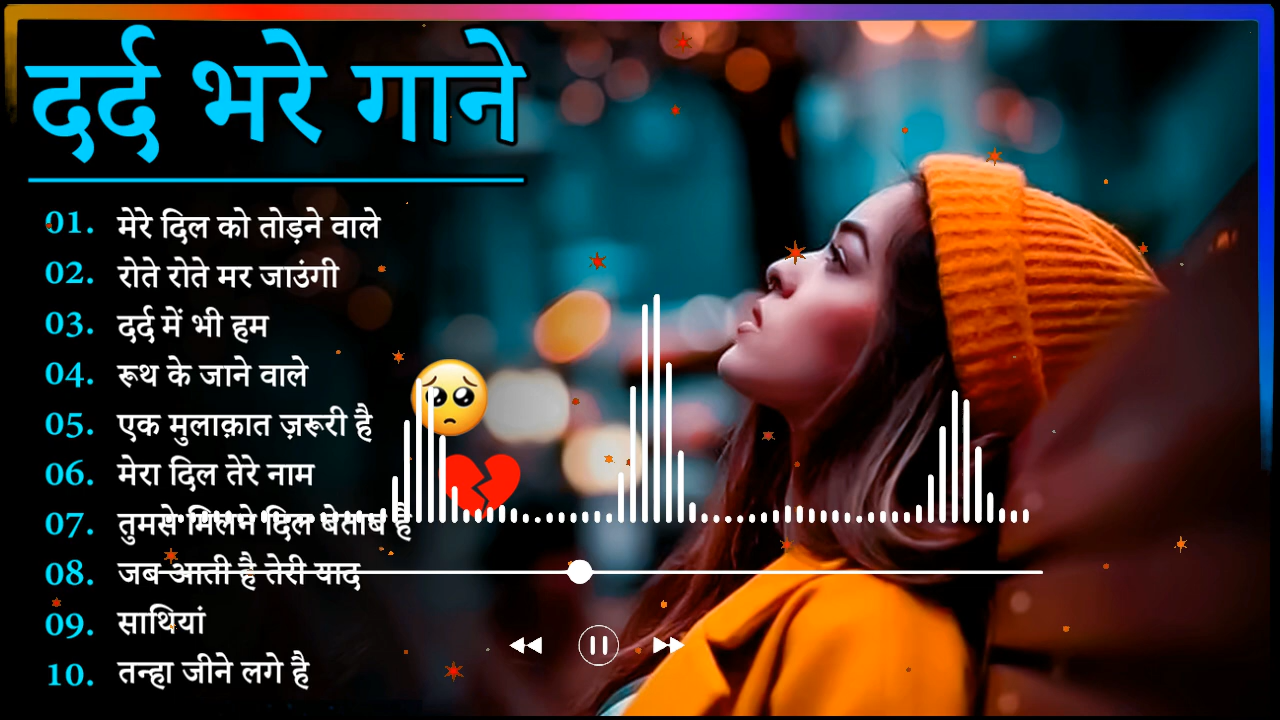 दर्द भरे गाने
01. मेरे दिल को तोड़ने वाले
02. रोते रोते मर जाउंगी
03. दर्द में भी हम
04. रूथ के जाने वाले
05. एक मुलाक़ात ज़रूरी है
06. मेरा दिल तेरे नाम
07. तुमसे मिलने दिल बेताब है
08. जब आती है तेरी याद
09. साथियां
10. तन्हा जीने लगे है